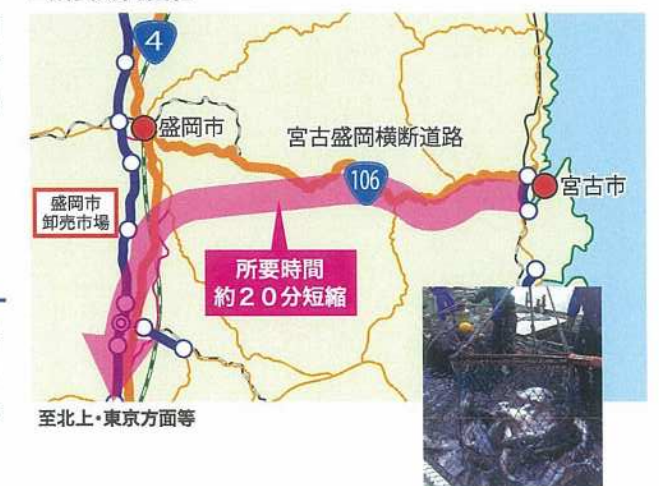 4
盛岡市
宮古盛岡横断道路
106
宮古市
盛岡市
卸売市場
所要時間
約20分短縮
至北上・東京方面等